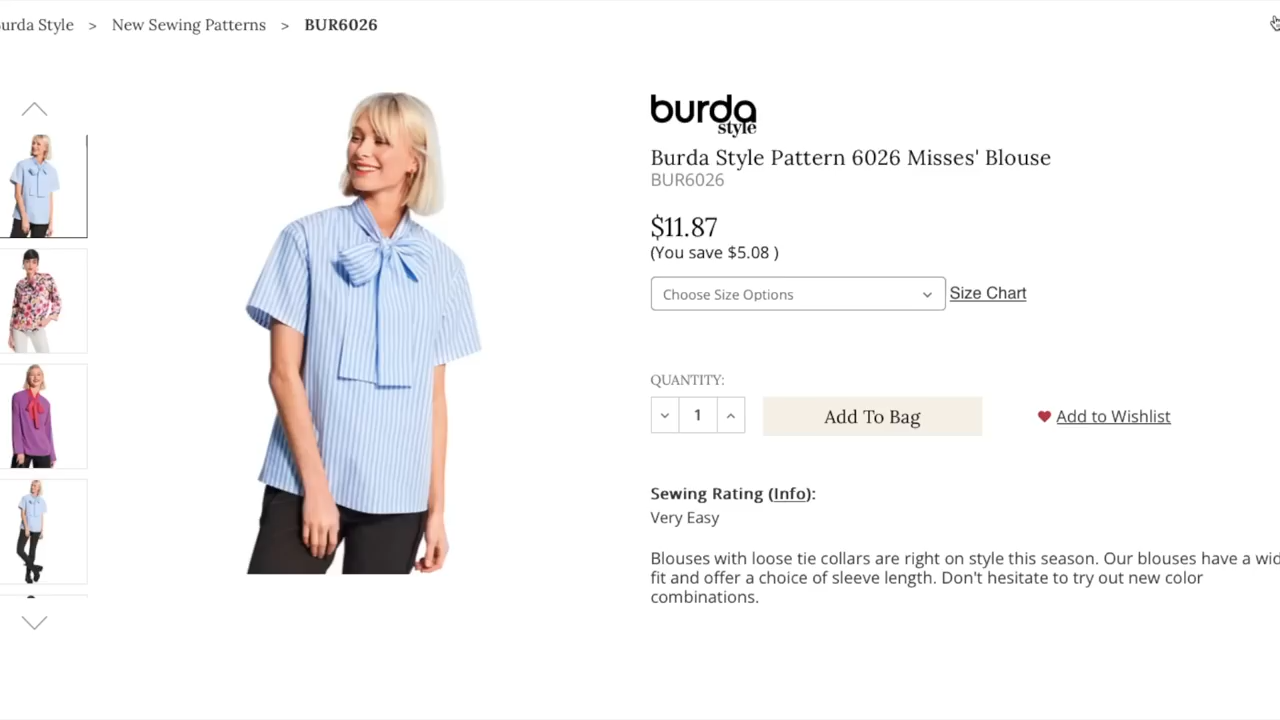 urda Style > New Sewing Patterns > BUR6026
burda
style
Burda Style Pattern 6026 Misses' Blouse
BUR6026
$11.87
(You save $5.08 )
Choose Size Options
Size Chart
QUANTITY:
1
Add To Bag
Add to Wishlist
Sewing Rating (Info):
Very Easy
Blouses with loose tie collars are right on style this season. Our blouses have a wid
fit and offer a choice of sleeve length. Don't hesitate to try out new color
combinations.